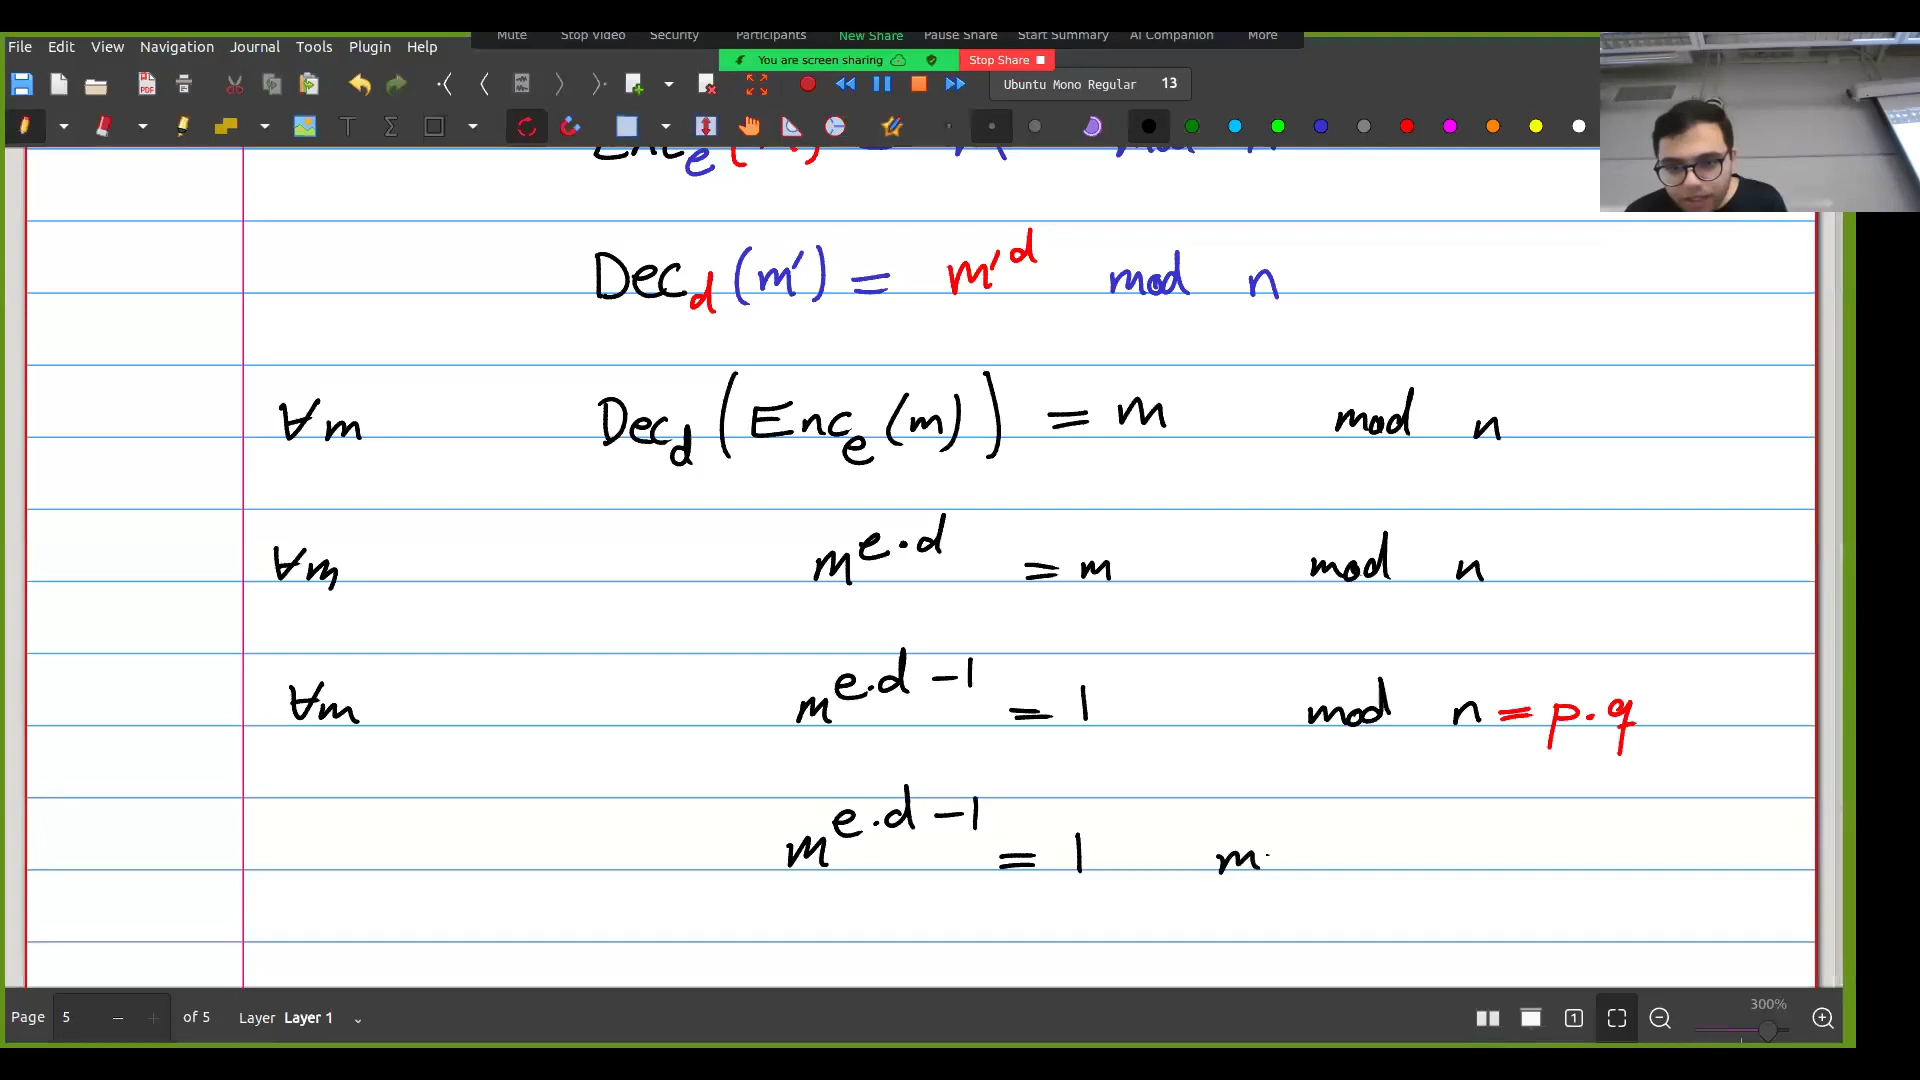 Mute Stop Video Security Participants New Share Pause Share Start Summary AI Companion More
File Edit View Navigation Journal Tools Plugin Help
You are screen sharing Stop Share
Ubuntu Mono Regular 13
Enc_e(m) = m mod n
Dec_d (m′) = m′^d mod n
∀m Dec_d (Enc_e (m)) = m mod n
∀m m^{e·d} = m mod n
∀m m^{e·d −1} = 1 mod n = p·q
m^{e·d −1} = 1 m
Page 5 of 5 Layer Layer 1 300%